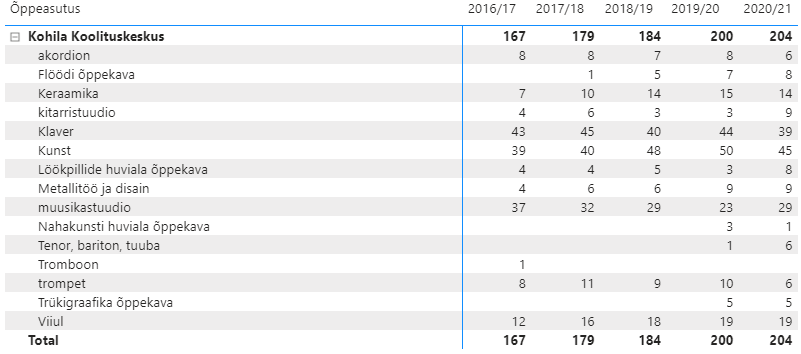 Õppeasutus 2016/17 2017/18 2018/19 2019/20 2020/21
Kohila Koolituskeskus 167 179 184 200 204
akordion 8 8 7 8 6
Flöödi õppekava 1 5 7 8
Keraamika 7 10 14 15 14
kitarristuudio 4 6 3 3 9
Klaver 43 45 40 44 39
Kunst 39 40 48 50 45
Löökpillide huviala õppekava 4 4 5 3 8
Metallitöö ja disain 4 6 6 9 9
muusikastuudio 37 32 29 23 29
Nahakunsti huviala õppekava 3 1
Tenor, bariton, tuuba 1 6
Tromboon 1
trompet 8 11 9 10 6
Trükigraafika õppekava 5 5
Viiul 12 16 18 19 19
Total 167 179 184 200 204